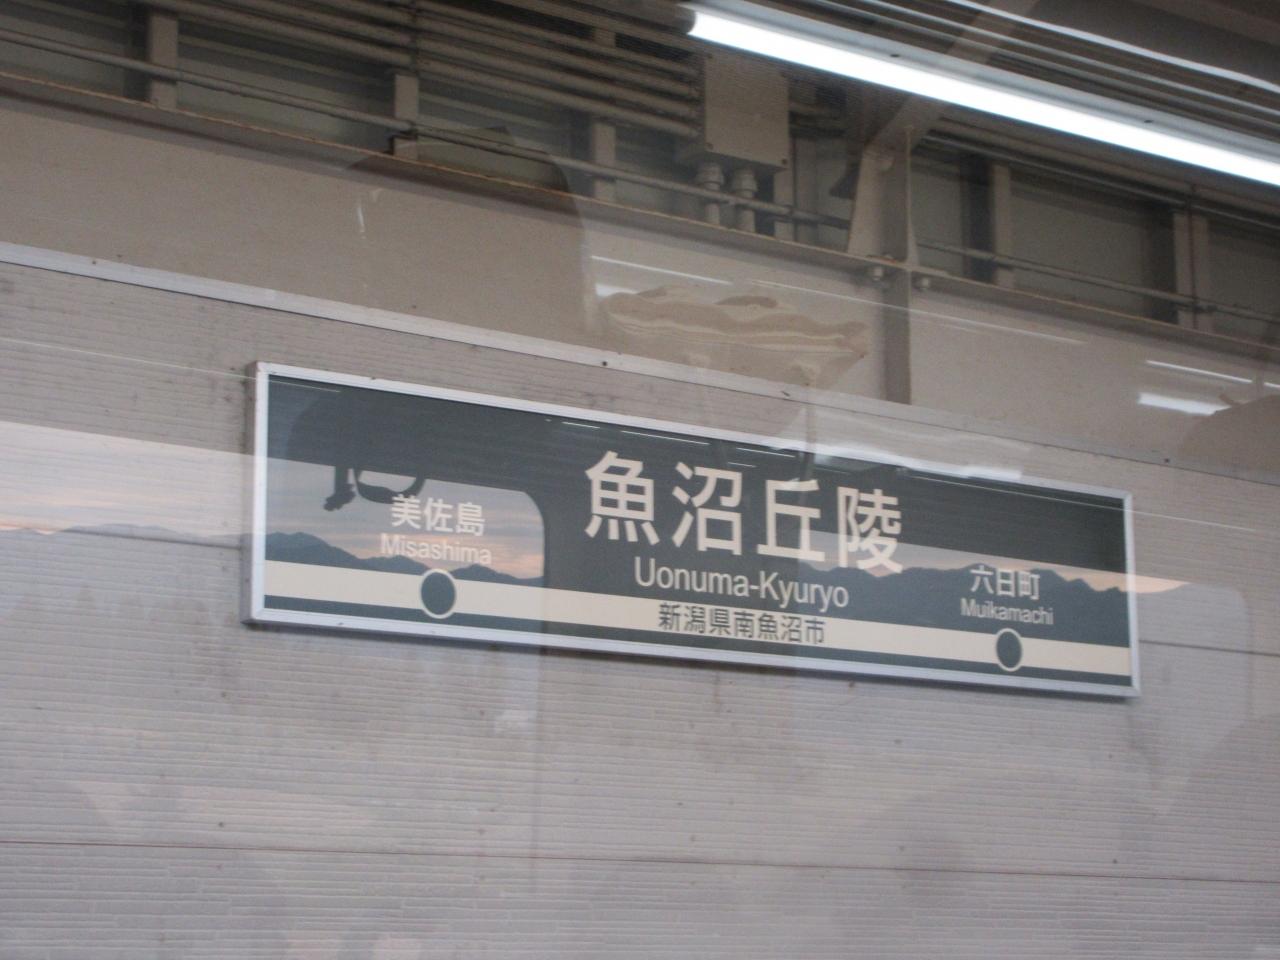 美佐島
Misashima
魚沼丘陵
Uonuma-Kyuryo
新潟県南魚沼市
六日町
Muikamachi